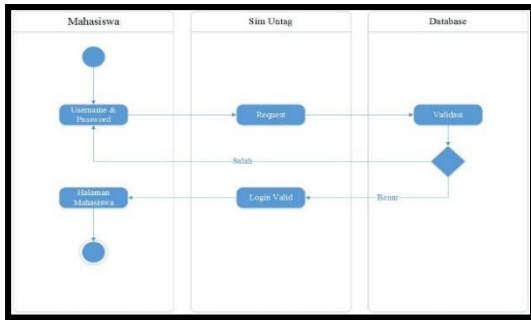 Mahasiswa
Sim Untag
Database
Username &
Password
Request
Validasi
Salah
Halaman
Mahasiswa
Login Valid
Benar